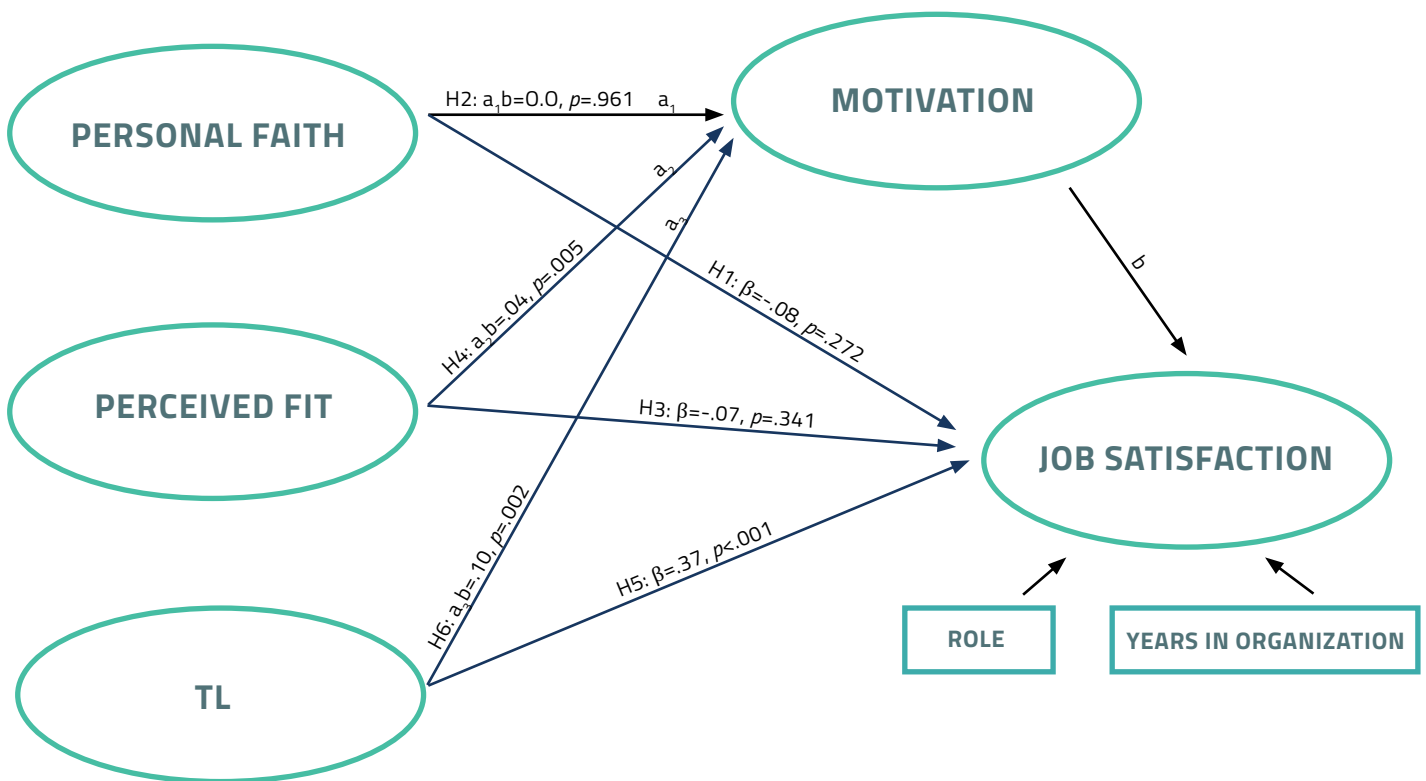 H2: a₁b=0.0, p=.961 a₁
MOTIVATION
PERSONAL FAITH
a₂
a₃
H1: β=-.08, p=.272
b
H4: a₂b=.04, p=.005
PERCEIVED FIT
H3: β=-.07, p=.341
JOB SATISFACTION
H6: a₃b=.10, p=.002
H5: β=.37, p<.001
ROLE
YEARS IN ORGANIZATION
TL